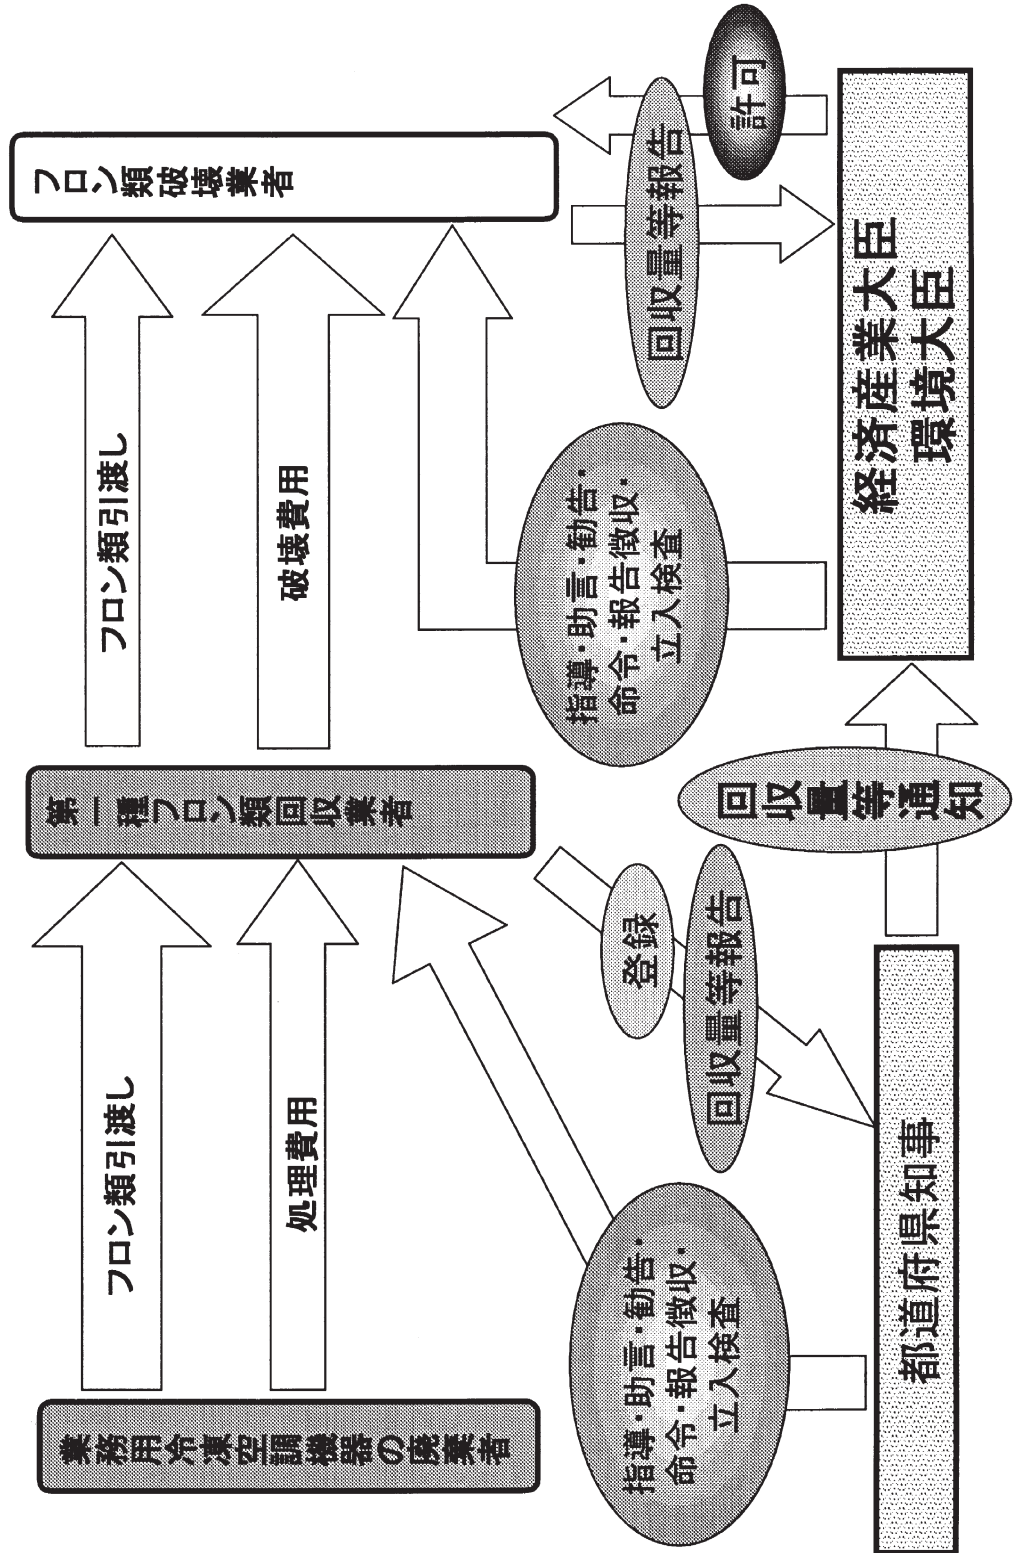 業務用冷凍空調機器の廃棄者
フロン類引渡し
処理費用
第一種フロン類回収業者
フロン類引渡し
破壊費用
フロン類破壊業者
指導・助言・勧告・
命令・報告徴収・
立入検査
登録
回収量等報告
指導・助言・勧告・
命令・報告徴収・
立入検査
回収量等報告
許可
都道府県知事
回収量等通知
経済産業大臣
環境大臣